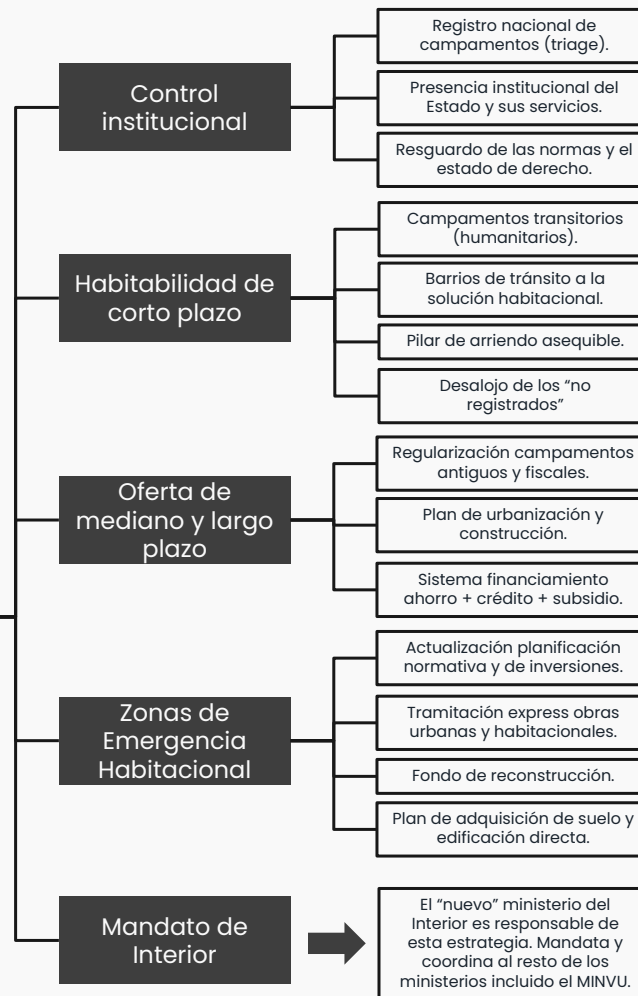 Control
institucional
Registro nacional de
campamentos (triage).
Presencia institucional del
Estado y sus servicios.
Resguardo de las normas y el
estado de derecho.
Habitabilidad de
corto plazo
Campamentos transitorios
(humanitarios).
Barrios de tránsito a la
solución habitacional.
Pilar de arriendo asequible.
Desalojo de los “no
registrados”
Oferta de
mediano y largo
plazo
Regularización campamentos
antiguos y fiscales.
Plan de urbanización y
construcción.
Sistema financiamiento
ahorro + crédito + subsidio.
Zonas de
Emergencia
Habitacional
Actualización planificación
normativa y de inversiones.
Tramitación express obras
urbanas y habitacionales.
Fondo de reconstrucción.
Plan de adquisición de suelo y
edificación directa.
Mandato de
Interior
El “nuevo” ministerio del
Interior es responsable de
esta estrategia. Mandata y
coordina al resto de los
ministerios incluido el MINVU.